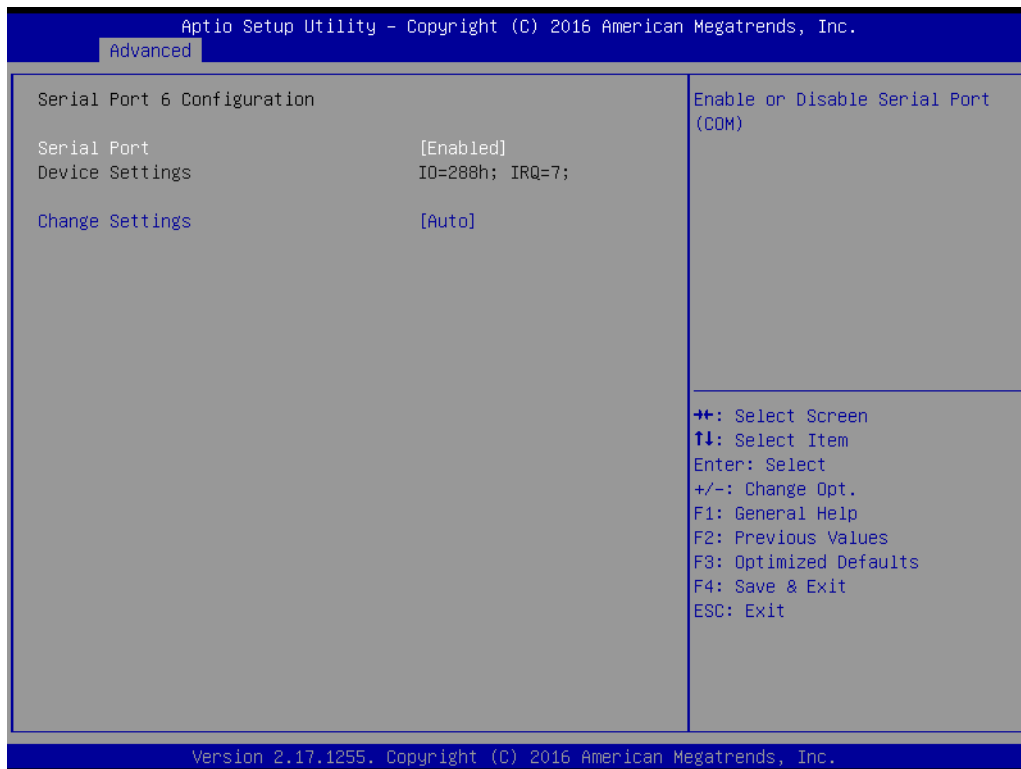 Aptio Setup Utility – Copyright (C) 2016 American Megatrends, Inc.
Advanced
Serial Port 6 Configuration
Serial Port [Enabled]
Device Settings IO=288h; IRQ=7;
Change Settings [Auto]
Enable or Disable Serial Port
(COM)
→←: Select Screen
↑↓: Select Item
Enter: Select
+/-: Change Opt.
F1: General Help
F2: Previous Values
F3: Optimized Defaults
F4: Save & Exit
ESC: Exit
Version 2.17.1255. Copyright (C) 2016 American Megatrends, Inc.